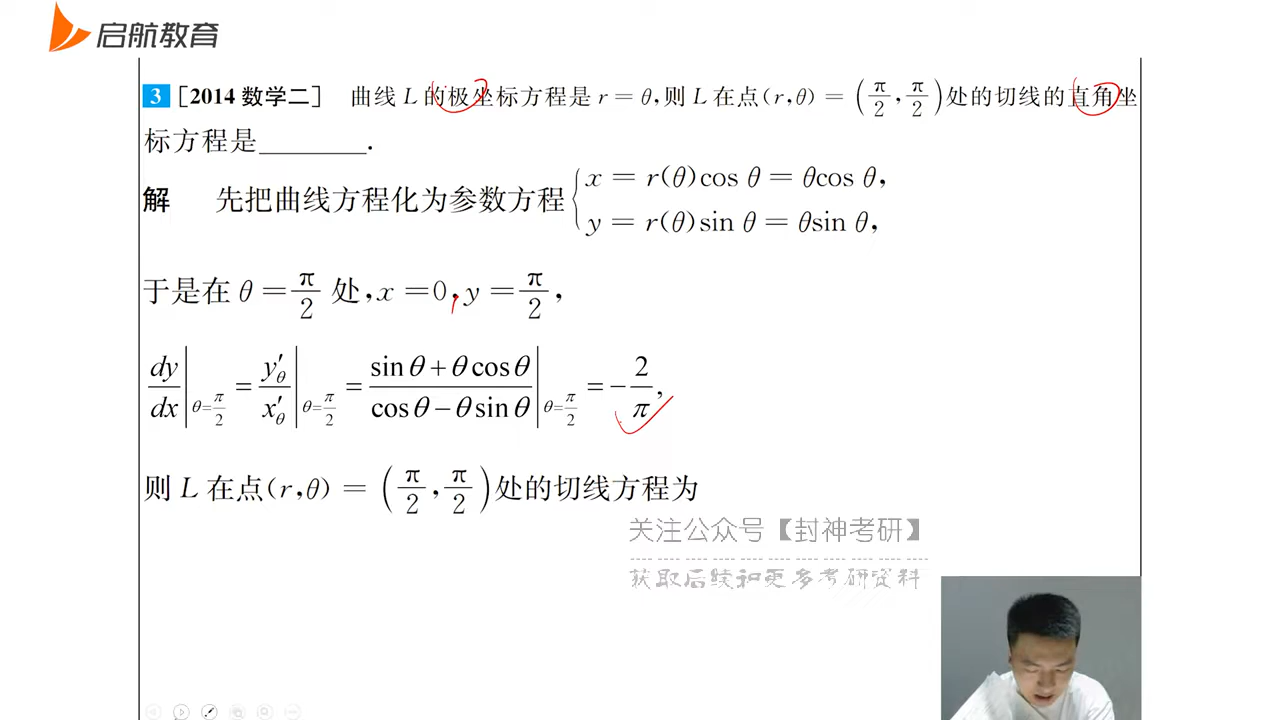 启航教育
3 [2014 数学二] 曲线 L 的极坐标方程是 r = θ,则 L 在点(r,θ) = (π/2,π/2)处的切线的直角坐
标方程是________.
解 先把曲线方程化为参数方程 { x = r(θ)cos θ = θcos θ,
y = r(θ)sin θ = θsin θ,
于是在 θ = π/2 处,x = 0,y = π/2,
dy/dx|θ=π/2 = y′θ/x′θ|θ=π/2 = (sin θ + θ cos θ)/(cos θ − θ sin θ)|θ=π/2 = −2/π,
则 L 在点(r,θ) = (π/2,π/2)处的切线方程为
关注公众号【封神考研】
获取后续和更多考研资料